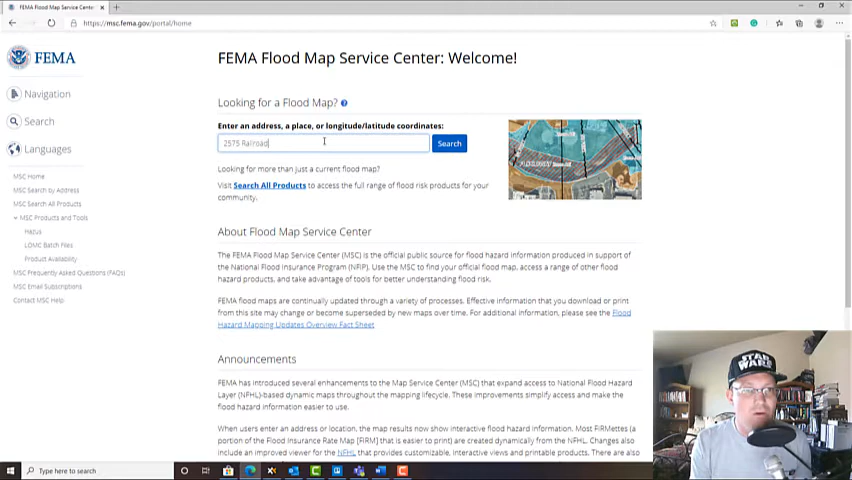 FEMA Flood Map Service Center
https://msc.fema.gov/portal/home
FEMA
FEMA Flood Map Service Center: Welcome!
Navigation
Search
Languages
MSC Home
MSC Search by Address
MSC Search All Products
MSC Products and Tools
Hazus
LOMC Batch Files
Product Availability
MSC Frequently Asked Questions (FAQs)
MSC Email Subscriptions
Contact MSC Help
Looking for a Flood Map?
Enter an address, a place, or longitude/latitude coordinates:
2575 Railroad
Search
Looking for more than just a current flood map?
Visit Search All Products to access the full range of flood risk products for your
community.
About Flood Map Service Center
The FEMA Flood Map Service Center (MSC) is the official public source for flood hazard information produced in support of
the National Flood Insurance Program (NFIP). Use the MSC to find your official flood map, access a range of other flood
hazard products, and take advantage of tools for better understanding flood risk.
FEMA flood maps are continually updated through a variety of processes. Effective information that you download or print
from this site may change or become superseded by new maps over time. For additional information, please see the Flood
Hazard Mapping Updates Overview Fact Sheet
Announcements
FEMA has introduced several enhancements to the Map Service Center (MSC) that expand access to National Flood Hazard
Layer (NFHL)-based dynamic maps throughout the mapping lifecycle. These improvements simplify access and make the
flood hazard information easier to use.
When users enter an address or location, the map results now show interactive flood hazard information. Most FIRMettes (a
portion of the Flood Insurance Rate Map [FIRM] that is easier to print) are created dynamically from the NFHL. Changes also
include an improved viewer for the NFHL that provides customizable, interactive views and printable products. There are also
STAR
WARS
Type here to search